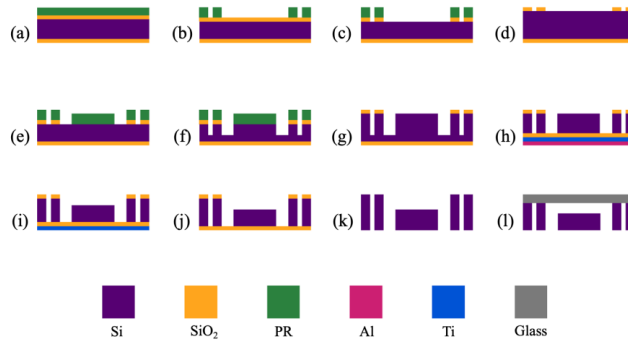 (a) (b) (c) (d)
(e) (f) (g) (h)
(i) (j) (k) (l)
Si SiO₂ PR Al Ti Glass